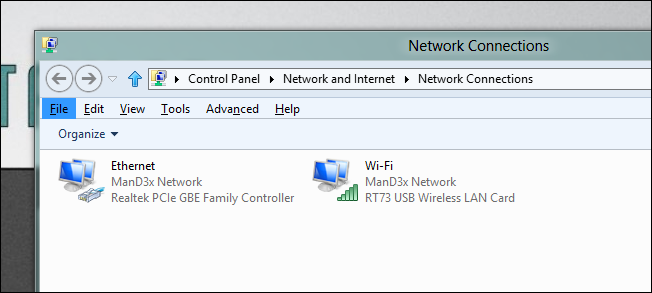 Network Connections
Control Panel Network and Internet Network Connections
File Edit View Tools Advanced Help
Organize
Ethernet
ManD3x Network
Realtek PCIe GBE Family Controller
Wi-Fi
ManD3x Network
RT73 USB Wireless LAN Card